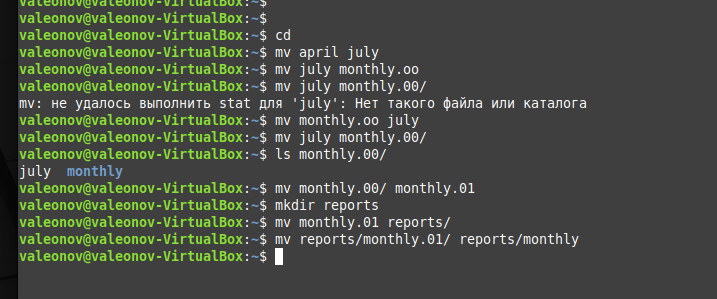 valeonov@valeonov-VirtualBox:~$
valeonov@valeonov-VirtualBox:~$
valeonov@valeonov-VirtualBox:~$ cd
valeonov@valeonov-VirtualBox:~$ mv april july
valeonov@valeonov-VirtualBox:~$ mv july monthly.oo
valeonov@valeonov-VirtualBox:~$ mv july monthly.00/
mv: не удалось выполнить stat для 'july': Нет такого файла или каталога
valeonov@valeonov-VirtualBox:~$ mv monthly.oo july
valeonov@valeonov-VirtualBox:~$ mv july monthly.00/
valeonov@valeonov-VirtualBox:~$ ls monthly.00/
july  monthly
valeonov@valeonov-VirtualBox:~$ mv monthly.00/ monthly.01
valeonov@valeonov-VirtualBox:~$ mkdir reports
valeonov@valeonov-VirtualBox:~$ mv monthly.01 reports/
valeonov@valeonov-VirtualBox:~$ mv reports/monthly.01/ reports/monthly
valeonov@valeonov-VirtualBox:~$